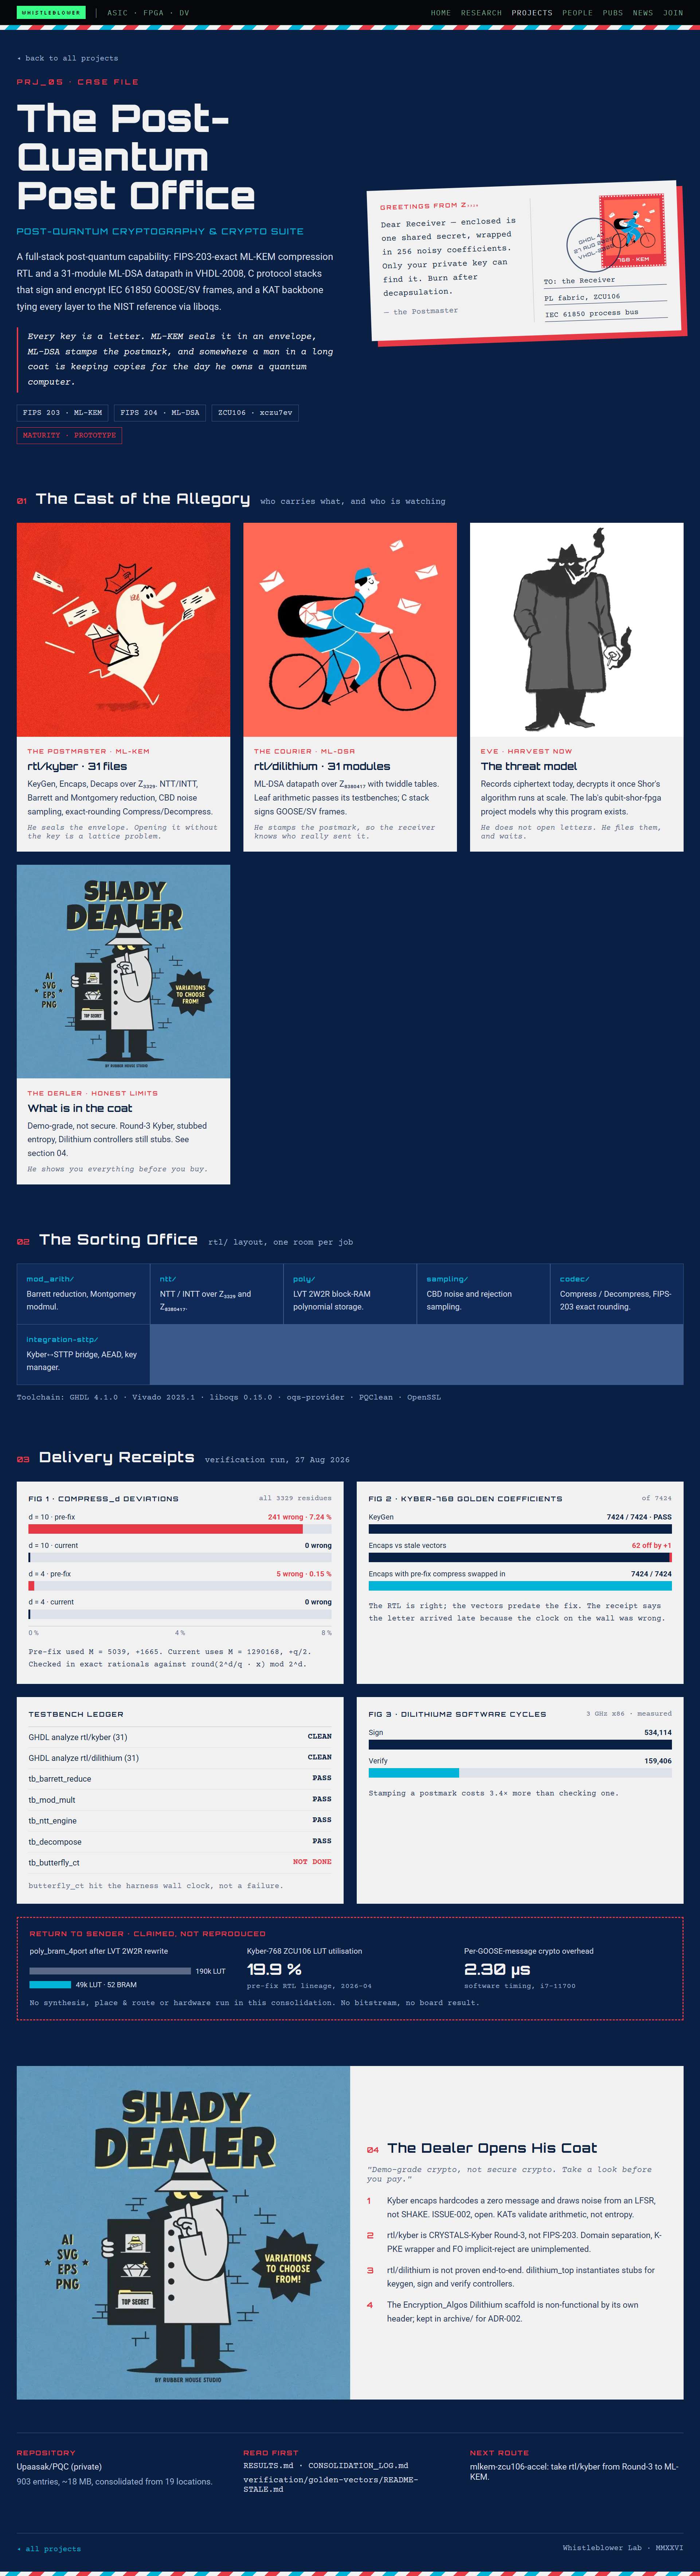 WHISTLEBLOWER
ASIC · FPGA · DV
HOME RESEARCH PROJECTS PEOPLE PUBS NEWS JOIN
◂ back to all projects
PRJ_05 · CASE FILE
The Post-
Quantum
Post Office
POST-QUANTUM CRYPTOGRAPHY & CRYPTO SUITE
A full-stack post-quantum capability: FIPS-203-exact ML-KEM compression
RTL and a 31-module ML-DSA datapath in VHDL-2008, C protocol stacks
that sign and encrypt IEC 61850 GOOSE/SV frames, and a KAT backbone
tying every layer to the NIST reference via liboqs.
Every key is a letter. ML-KEM seals it in an envelope,
ML-DSA stamps the postmark, and somewhere a man in a long
coat is keeping copies for the day he owns a quantum
computer.
FIPS 203 · ML-KEM
FIPS 204 · ML-DSA
ZCU106 · xczu7ev
MATURITY · PROTOTYPE
GREETINGS FROM Z₃₃₂₉
Dear Receiver — enclosed is
one shared secret, wrapped
in 256 noisy coefficients.
Only your private key can
find it. Burn after
decapsulation.
— the Postmaster
768 · KEM
TO: the Receiver
PL fabric, ZCU106
IEC 61850 process bus
01 The Cast of the Allegory who carries what, and who is watching
THE POSTMASTER · ML-KEM
rtl/kyber · 31 files
KeyGen, Encaps, Decaps over Z₃₃₂₉. NTT/INTT,
Barrett and Montgomery reduction, CBD noise
sampling, exact-rounding Compress/Decompress.
He seals the envelope. Opening it without
the key is a lattice problem.
THE COURIER · ML-DSA
rtl/dilithium · 31 modules
ML-DSA datapath over Z₈₃₈₀₄₁₇ with twiddle tables.
Leaf arithmetic passes its testbenches; C stack
signs GOOSE/SV frames.
He stamps the postmark, so the receiver
knows who really sent it.
EVE · HARVEST NOW
The threat model
Records ciphertext today, decrypts it once Shor's
algorithm runs at scale. The lab's qubit-shor-fpga
project models why this program exists.
He does not open letters. He files them,
and waits.
SHADY
DEALER
AI
SVG
EPS
PNG
TOP SECRET
VARIATIONS
TO CHOOSE
FROM!
BY RUBBER HOUSE STUDIO
THE DEALER · HONEST LIMITS
What is in the coat
Demo-grade, not secure. Round-3 Kyber, stubbed
entropy, Dilithium controllers still stubs. See
section 04.
He shows you everything before you buy.
02 The Sorting Office rtl/ layout, one room per job
mod_arith/
Barrett reduction, Montgomery
modmul.
ntt/
NTT / INTT over Z₃₃₂₉ and
Z₈₃₈₀₄₁₇.
poly/
LVT 2W2R block-RAM
polynomial storage.
sampling/
CBD noise and rejection
sampling.
codec/
Compress / Decompress, FIPS-
203 exact rounding.
integration-sttp/
Kyber↔STTP bridge, AEAD, key
manager.
Toolchain: GHDL 4.1.0 · Vivado 2025.1 · liboqs 0.15.0 · oqs-provider · PQClean · OpenSSL
03 Delivery Receipts verification run, 27 Aug 2026
FIG 1 · COMPRESS_d DEVIATIONS all 3329 residues
d = 10 · pre-fix 241 wrong · 7.24 %
d = 10 · current 0 wrong
d = 4 · pre-fix 5 wrong · 0.15 %
d = 4 · current 0 wrong
0 % 4 % 8 %
Pre-fix used M = 5039, +1665. Current uses M = 1290168, +q/2.
Checked in exact rationals against round(2^d/q · x) mod 2^d.
FIG 2 · KYBER-768 GOLDEN COEFFICIENTS of 7424
KeyGen 7424 / 7424 · PASS
Encaps vs stale vectors 62 off by +1
Encaps with pre-fix compress swapped in 7424 / 7424
The RTL is right; the vectors predate the fix. The receipt says
the letter arrived late because the clock on the wall was wrong.
TESTBENCH LEDGER
GHDL analyze rtl/kyber (31) CLEAN
GHDL analyze rtl/dilithium (31) CLEAN
tb_barrett_reduce PASS
tb_mod_mult PASS
tb_ntt_engine PASS
tb_decompose PASS
tb_butterfly_ct NOT DONE
butterfly_ct hit the harness wall clock, not a failure.
FIG 3 · DILITHIUM2 SOFTWARE CYCLES 3 GHz x86 · measured
Sign 534,114
Verify 159,406
Stamping a postmark costs 3.4× more than checking one.
RETURN TO SENDER · CLAIMED, NOT REPRODUCED
poly_bram_4port after LVT 2W2R rewrite
190k LUT
49k LUT · 52 BRAM
Kyber-768 ZCU106 LUT utilisation
19.9 %
pre-fix RTL lineage, 2026-04
Per-GOOSE-message crypto overhead
2.30 µs
software timing, i7-11700
No synthesis, place & route or hardware run in this consolidation. No bitstream, no board result.
SHADY
DEALER
AI
SVG
EPS
PNG
TOP SECRET
VARIATIONS
TO CHOOSE
FROM!
BY RUBBER HOUSE STUDIO
04 The Dealer Opens His Coat
"Demo-grade crypto, not secure crypto. Take a look before
you pay."
1 Kyber encaps hardcodes a zero message and draws noise from an LFSR,
not SHAKE. ISSUE-002, open. KATs validate arithmetic, not entropy.
2 rtl/kyber is CRYSTALS-Kyber Round-3, not FIPS-203. Domain separation, K-
PKE wrapper and FO implicit-reject are unimplemented.
3 rtl/dilithium is not proven end-to-end. dilithium_top instantiates stubs for
keygen, sign and verify controllers.
4 The Encryption_Algos Dilithium scaffold is non-functional by its own
header; kept in archive/ for ADR-002.
REPOSITORY
Upaasak/PQC (private)
903 entries, ~18 MB, consolidated from 19 locations.
READ FIRST
RESULTS.md · CONSOLIDATION_LOG.md
verification/golden-vectors/README-
STALE.md
NEXT ROUTE
mlkem-zcu106-accel: take rtl/kyber from Round-3 to ML-
KEM.
◂ all projects
Whistleblower Lab · MMXXVI